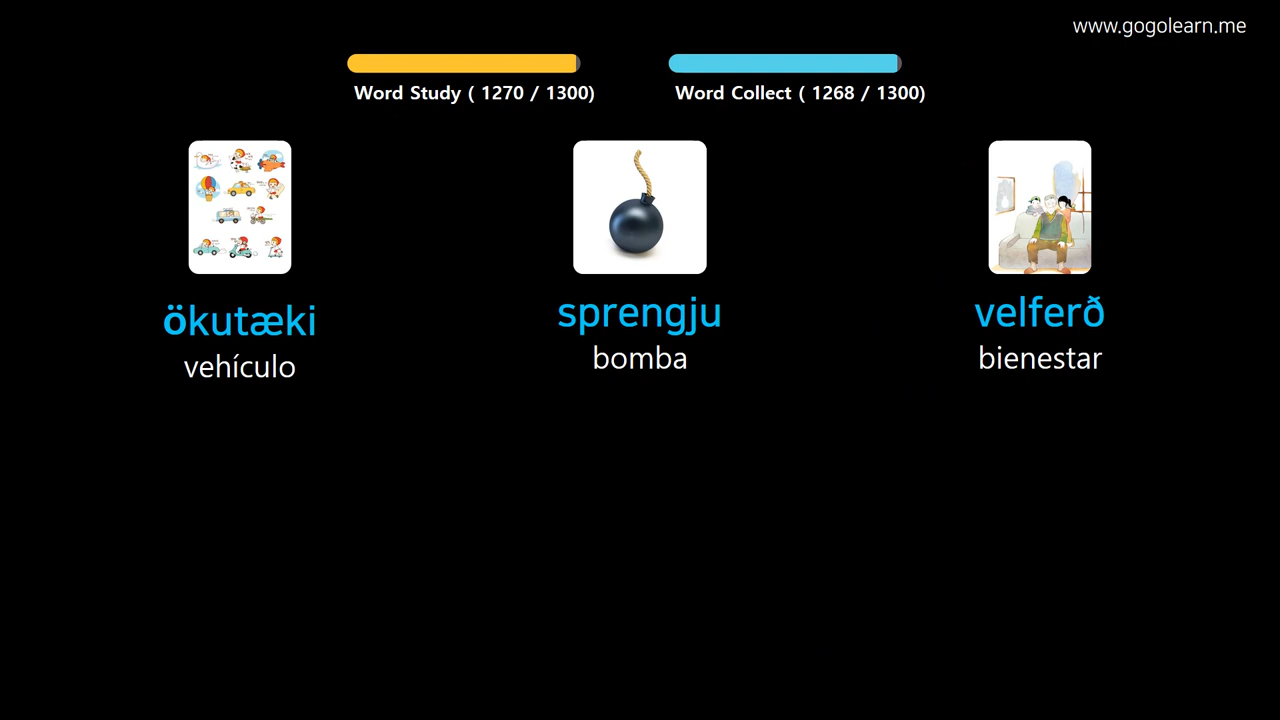 www.gogolearn.me
Word Study ( 1270 / 1300)
Word Collect ( 1268 / 1300)
ökutæki
sprengju
velferð
vehículo
bomba
bienestar